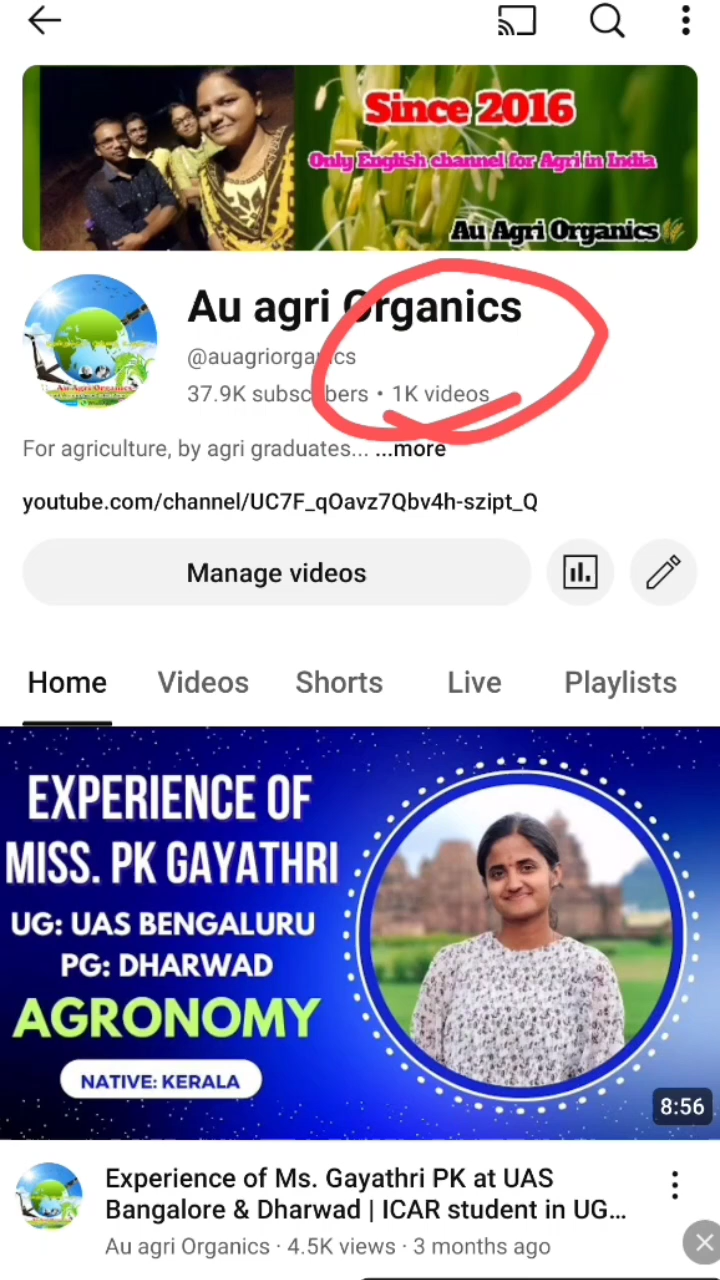 Since 2016
Only English channel for Agri in India
Au Agri Organics
Au agri Organics
@auagriorganics
37.9K subscribers • 1K videos
For agriculture, by agri graduates... ...more
youtube.com/channel/UC7F_qOavz7Qbv4h-szipt_Q
Manage videos
Home Videos Shorts Live Playlists
EXPERIENCE OF
MISS. PK GAYATHRI
UG: UAS BENGALURU
PG: DHARWAD
AGRONOMY
NATIVE: KERALA
8:56
Experience of Ms. Gayathri PK at UAS
Bangalore & Dharwad | ICAR student in UG...
Au agri Organics · 4.5K views · 3 months ago